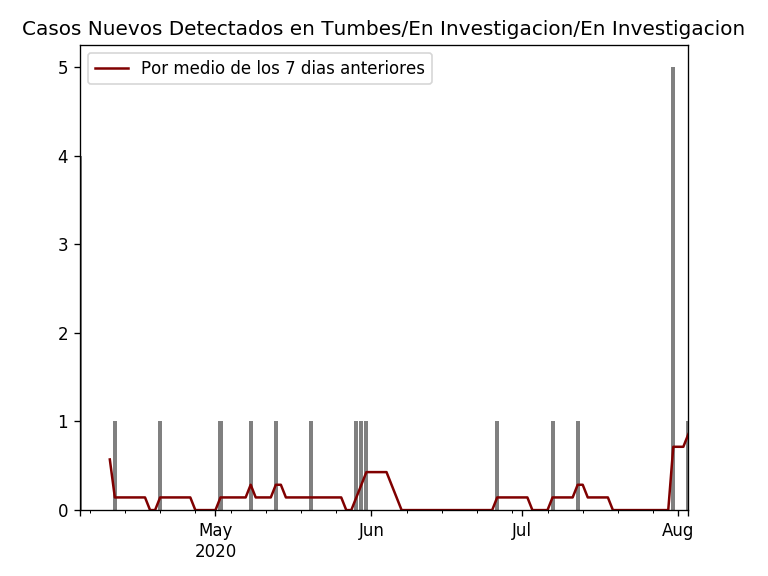 Casos Nuevos Detectados en Tumbes/En Investigacion/En Investigacion
Por medio de los 7 dias anteriores
5
4
3
2
1
0
May
2020
Jun
Jul
Aug